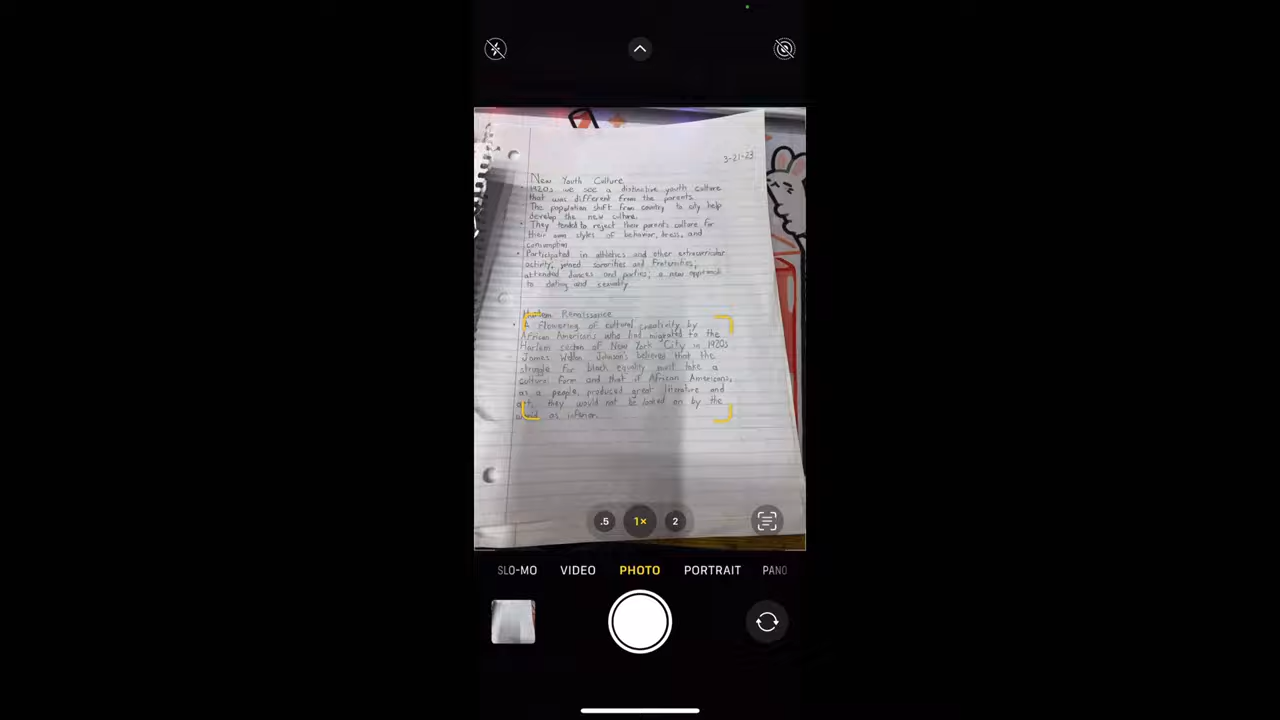 3-21-23
New Youth Culture
1920s we see a distinctive youth culture
that was different from the parents.
The population shift from country to city help
develop the new culture.
• They tended to reject their parents culture for
their own styles of behavior, dress, and
consumption
• Participated in athletics and other extracurricular
activity, joined sororities and fraternities,
attended dances and parties, a new approach
to dating and sexuality
Harlem Renaissance
• A Flowering of cultural creativity by
African Americans who had migrated to the
Harlem section of New York City in 1920s
James Weldon Johnson's believed that the
struggle for black equality must take a
cultural form and that if African Americans,
as a people, produced great literature and
art, they would not be looked on by the
world as inferior.
.5 1× 2
SLO-MO VIDEO PHOTO PORTRAIT PANO